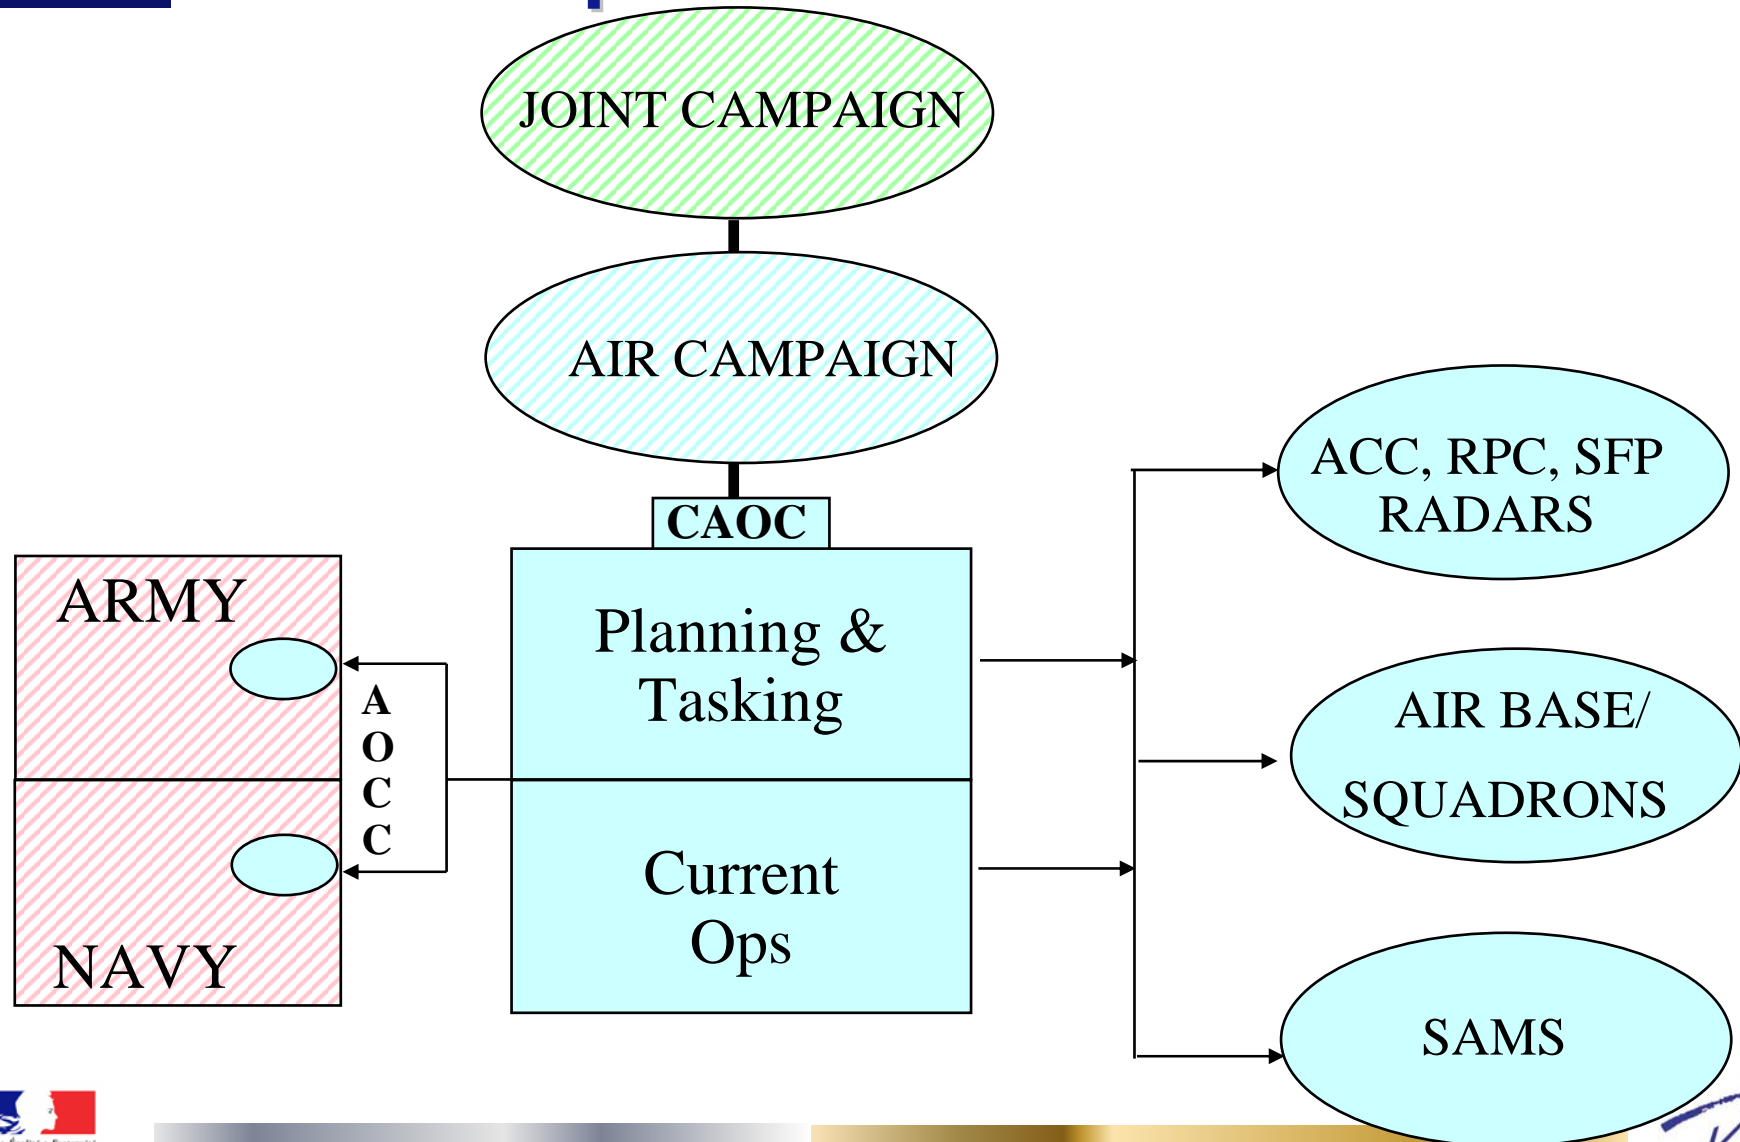 JOINT CAMPAIGN
AIR CAMPAIGN
CAOC
Planning &
Tasking
Current
Ops
ARMY
NAVY
A
O
C
C
ACC, RPC, SFP
RADARS
AIR BASE/
SQUADRONS
SAMS